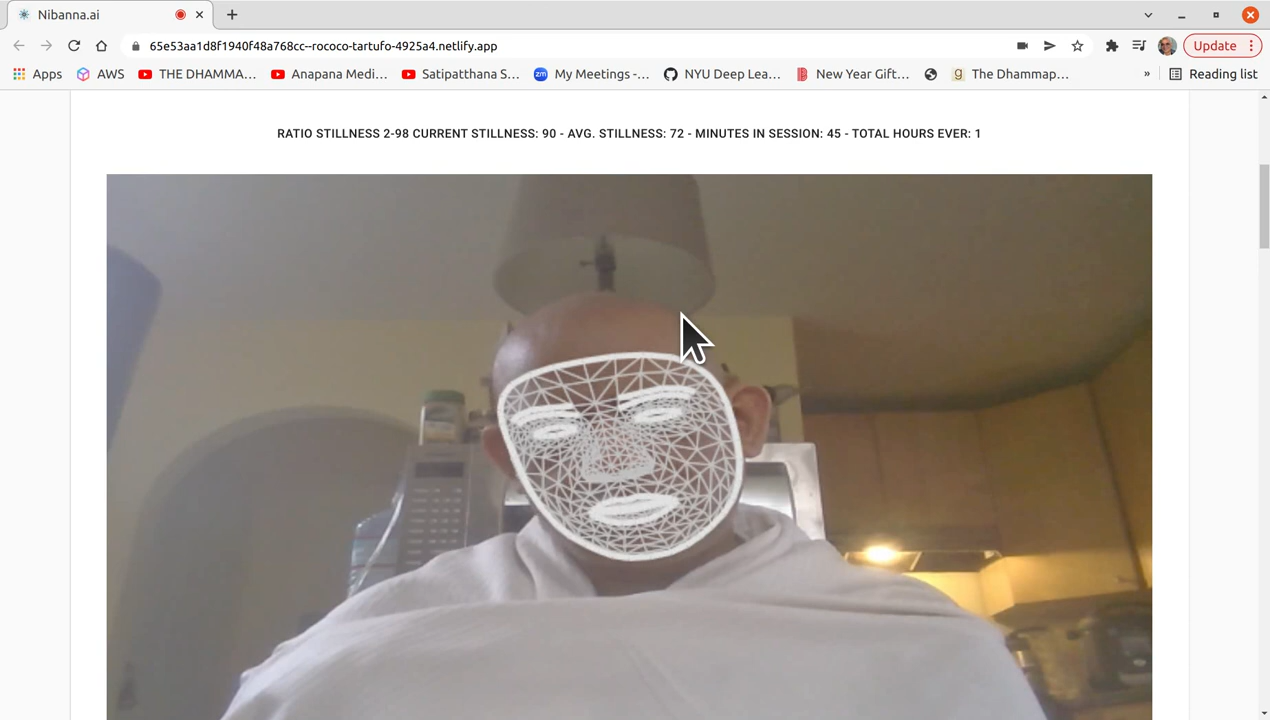 Nibanna.ai
65e53aa1d8f1940f48a768cc--rococo-tartufo-4925a4.netlify.app
Update
Apps AWS THE DHAMMA… Anapana Medi… Satipatthana S… zm My Meetings -… NYU Deep Lea… New Year Gift… g The Dhammap… » Reading list
RATIO STILLNESS 2-98 CURRENT STILLNESS: 90 - AVG. STILLNESS: 72 - MINUTES IN SESSION: 45 - TOTAL HOURS EVER: 1